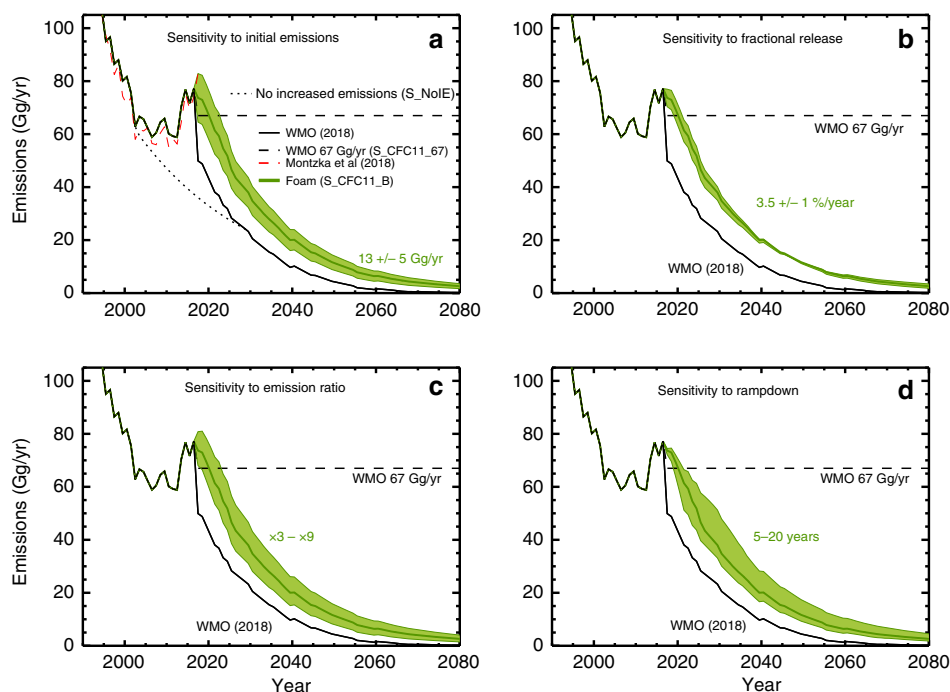 Sensitivity to initial emissions
a
No increased emissions (S_NoIE)
WMO (2018)
WMO 67 Gg/yr (S_CFC11_67)
Montzka et al (2018)
Foam (S_CFC11_B)
13 +/− 5 Gg/yr
Emissions (Gg/yr)
100
80
60
40
20
0
2000
2020
2040
2060
2080
Sensitivity to fractional release
b
WMO 67 Gg/yr
3.5 +/− 1 %/year
WMO (2018)
100
80
60
40
20
0
2000
2020
2040
2060
2080
Sensitivity to emission ratio
c
WMO 67 Gg/yr
×3 – ×9
WMO (2018)
Emissions (Gg/yr)
100
80
60
40
20
0
2000
2020
2040
2060
2080
Year
Sensitivity to rampdown
d
WMO 67 Gg/yr
5–20 years
WMO (2018)
100
80
60
40
20
0
2000
2020
2040
2060
2080
Year